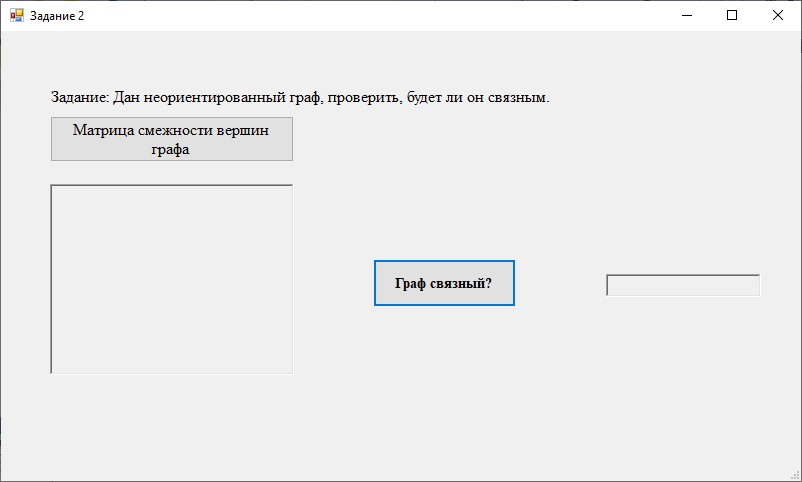 Задание 2
Задание: Дан неориентированный граф, проверить, будет ли он связным.
Матрица смежности вершин
графа
Граф связный?